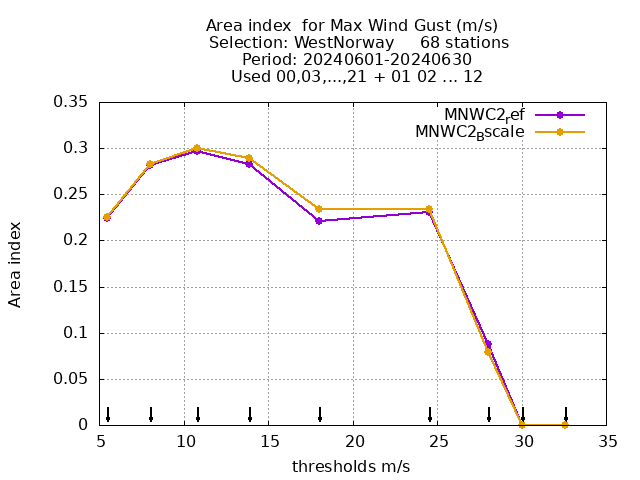 Area index  for Max Wind Gust (m/s)
Selection: WestNorway     68 stations
Period: 20240601-20240630
Used 00,03,...,21 + 01 02 ... 12
MNWC2_ref
MNWC2_Bscale
0.35
0.3
0.25
0.2
0.15
0.1
0.05
0
Area index
5 10 15 20 25 30 35
thresholds m/s